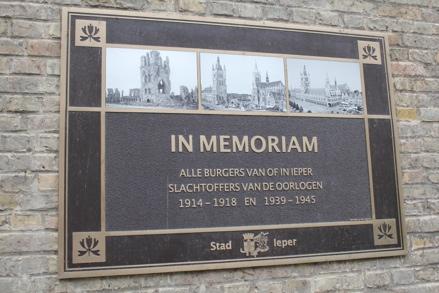 IN MEMORIAM
ALLE BURGERS VAN OF IN IEPER
SLACHTOFFERS VAN DE OORLOGEN
1914-1918 EN 1939-1945
Stad Ieper